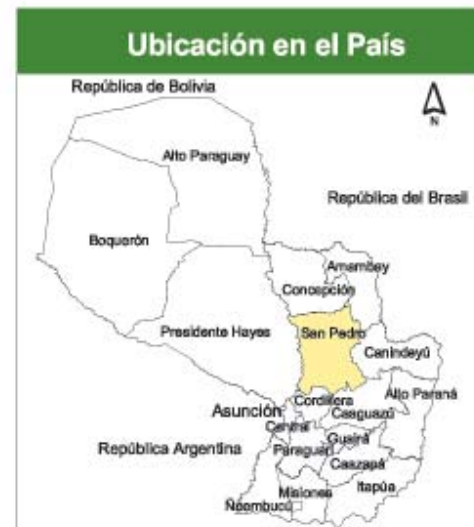 Ubicación en el País
República de Bolivia
N
Alto Paraguay
República del Brasil
Boquerón
Amambay
Concepción
Presidente Hayes
San Pedro
Canindeyú
Cordillera
Alto Paraná
Asunción
Caaguazú
Central
Guairá
República Argentina
Paraguarí
Caazapá
Itapúa
Misiones
Ñeembucú